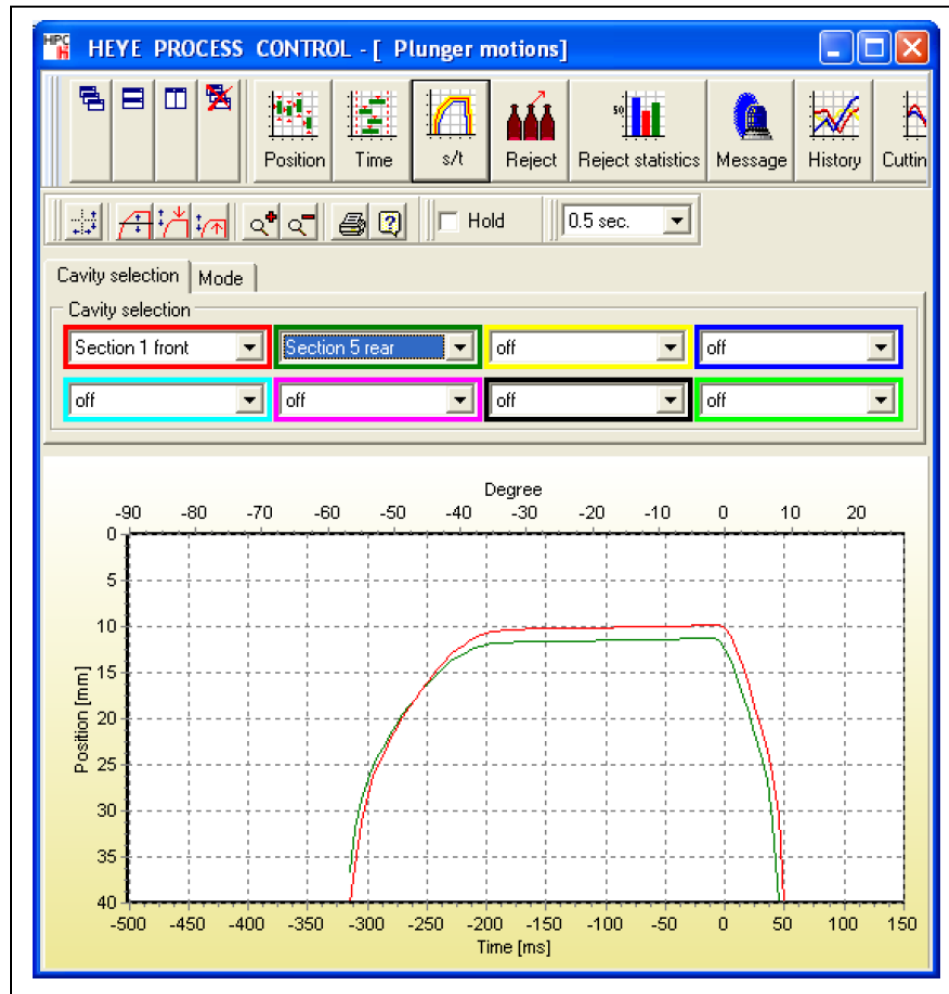 HPC h HEYE PROCESS CONTROL - [ Plunger motions]
50
Position Time s/t Reject Reject statistics Message History Cuttin
Hold 0.5 sec.
Cavity selection Mode
Cavity selection
Section 1 front Section 5 rear off off
off off off off
Degree
-90 -80 -70 -60 -50 -40 -30 -20 -10 0 10 20
0
5
10
15
20
25
30
35
40
Position [mm]
-500 -450 -400 -350 -300 -250 -200 -150 -100 -50 0 50 100 150
Time [ms]